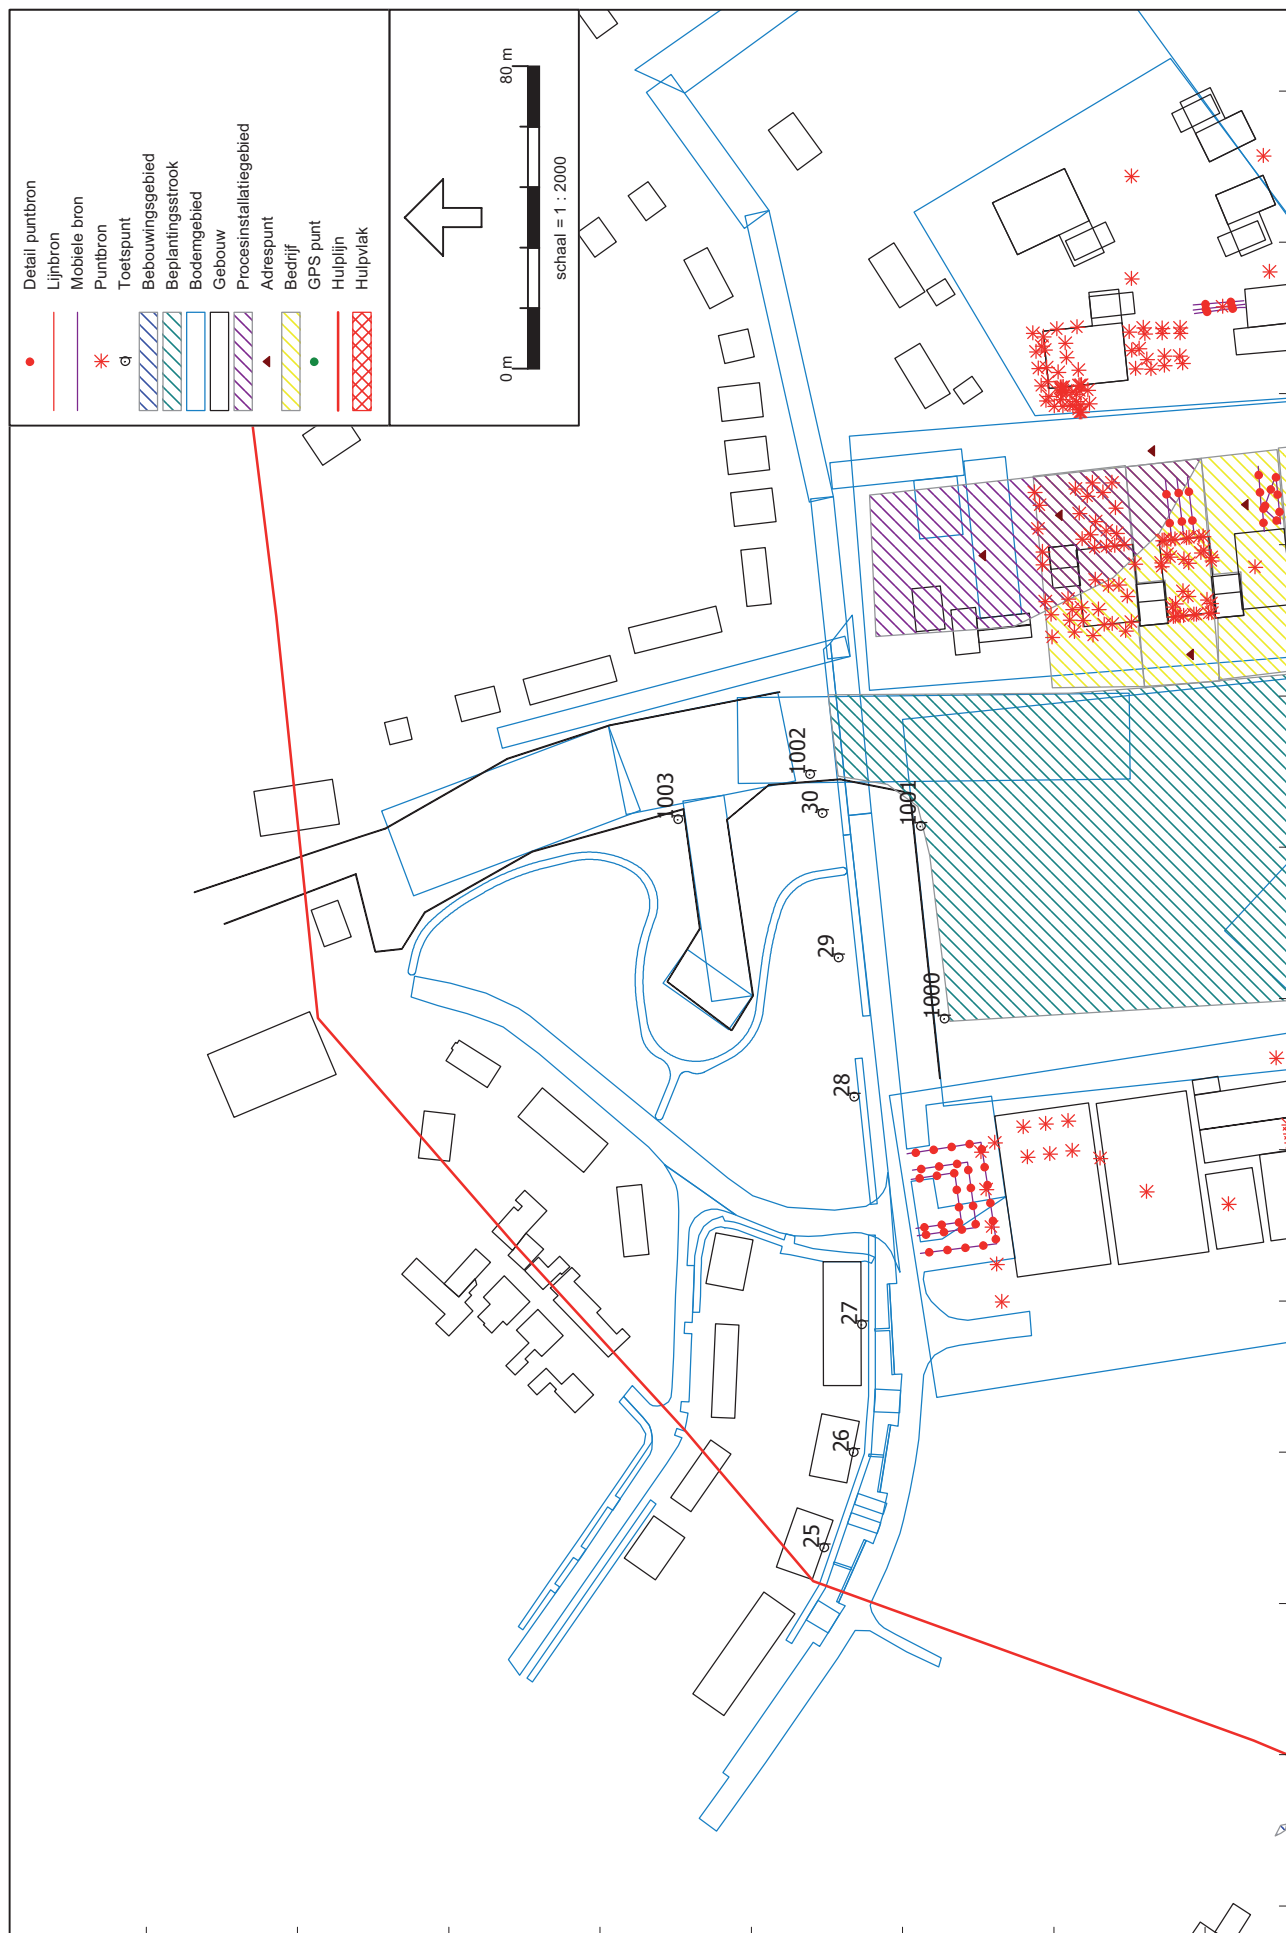 Detail puntbron
Lijnbron
Mobiele bron
Puntbron
Toetspunt
Bebouwingsgebied
Beplantingsstrook
Bodemgebied
Gebouw
Procesinstallatiegebied
Adrespunt
Bedrijf
GPS punt
Hulplijn
Hulpvlak
0 m
80 m
schaal = 1 : 2000
25
26
27
28
29
30
1000
1001
1002
1003